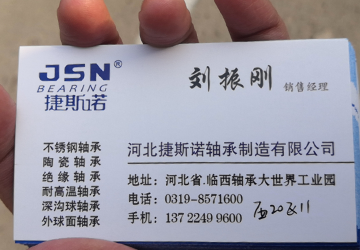 JSN®
BEARING
捷斯诺
刘振刚 销售经理
不锈钢轴承
陶瓷轴承
绝缘轴承
耐高温轴承
深沟球轴承
外球面轴承
河北捷斯诺轴承制造有限公司
地址：河北省.临西轴承大世界工业园
电话：0319-8571600
手机：13722499600